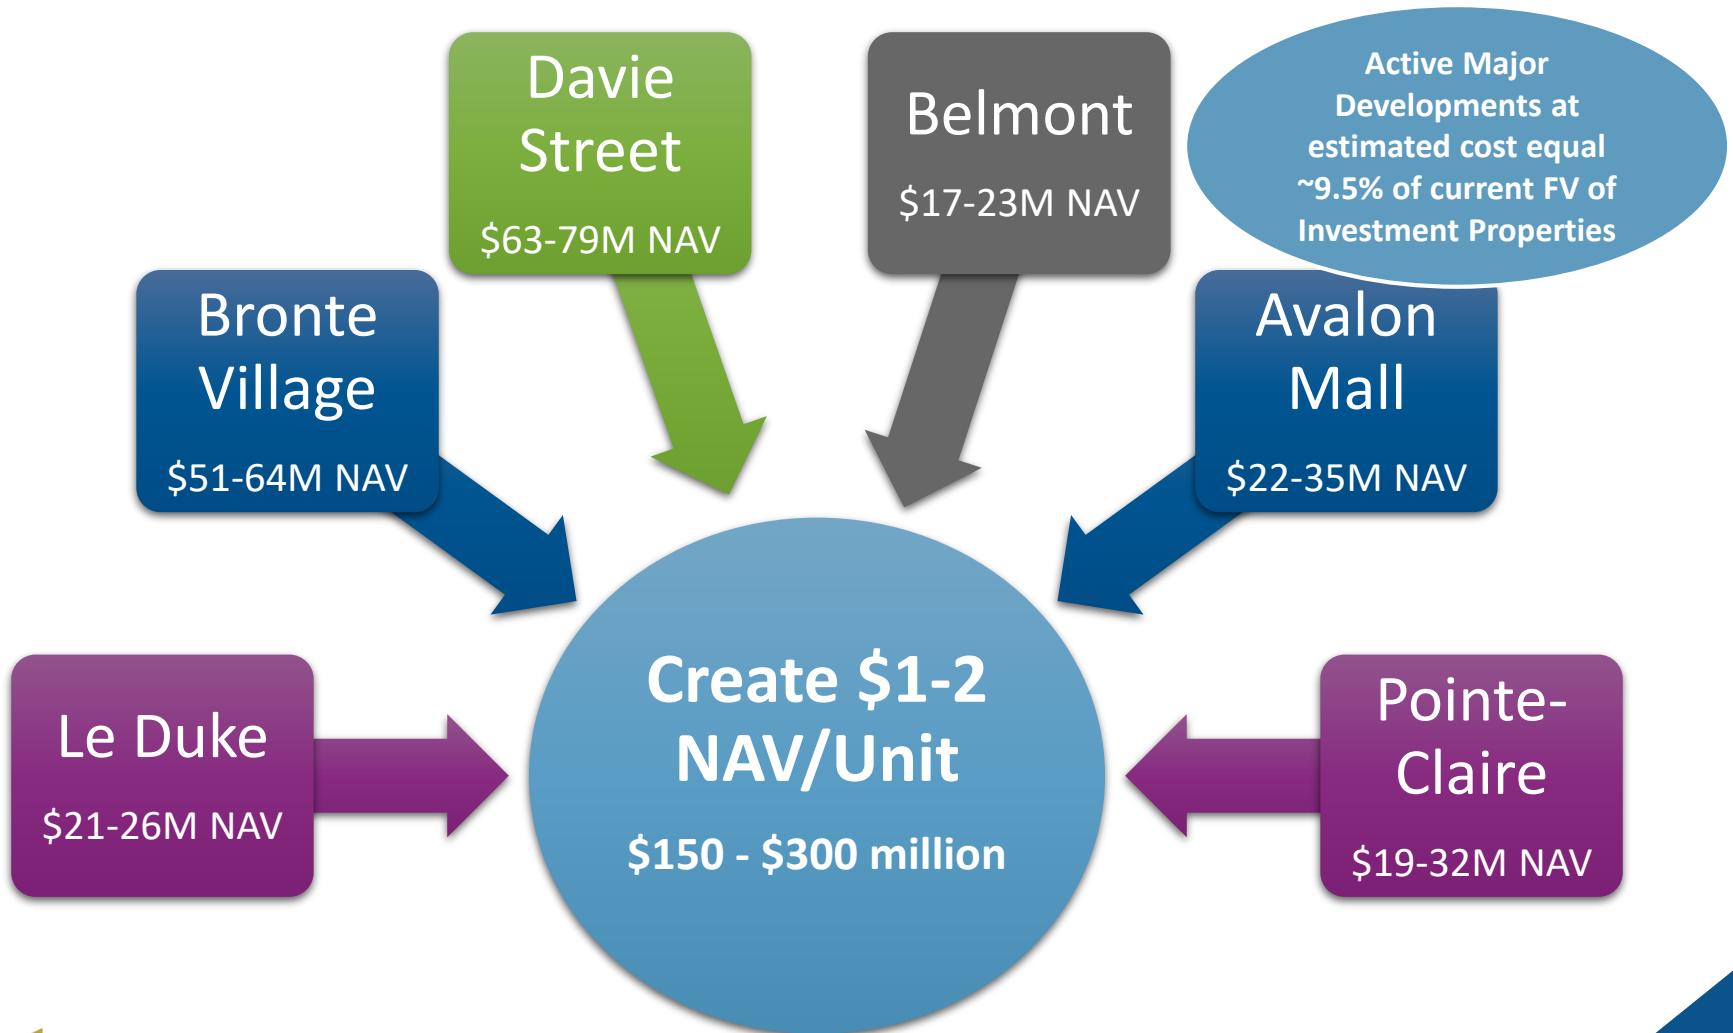 Davie
Street
$63-79M NAV
Belmont
$17-23M NAV
Active Major
Developments at
estimated cost equal
~9.5% of current FV of
Investment Properties
Bronte
Village
$51-64M NAV
Avalon
Mall
$22-35M NAV
Le Duke
$21-26M NAV
Create $1-2
NAV/Unit
$150 - $300 million
Pointe-
Claire
$19-32M NAV